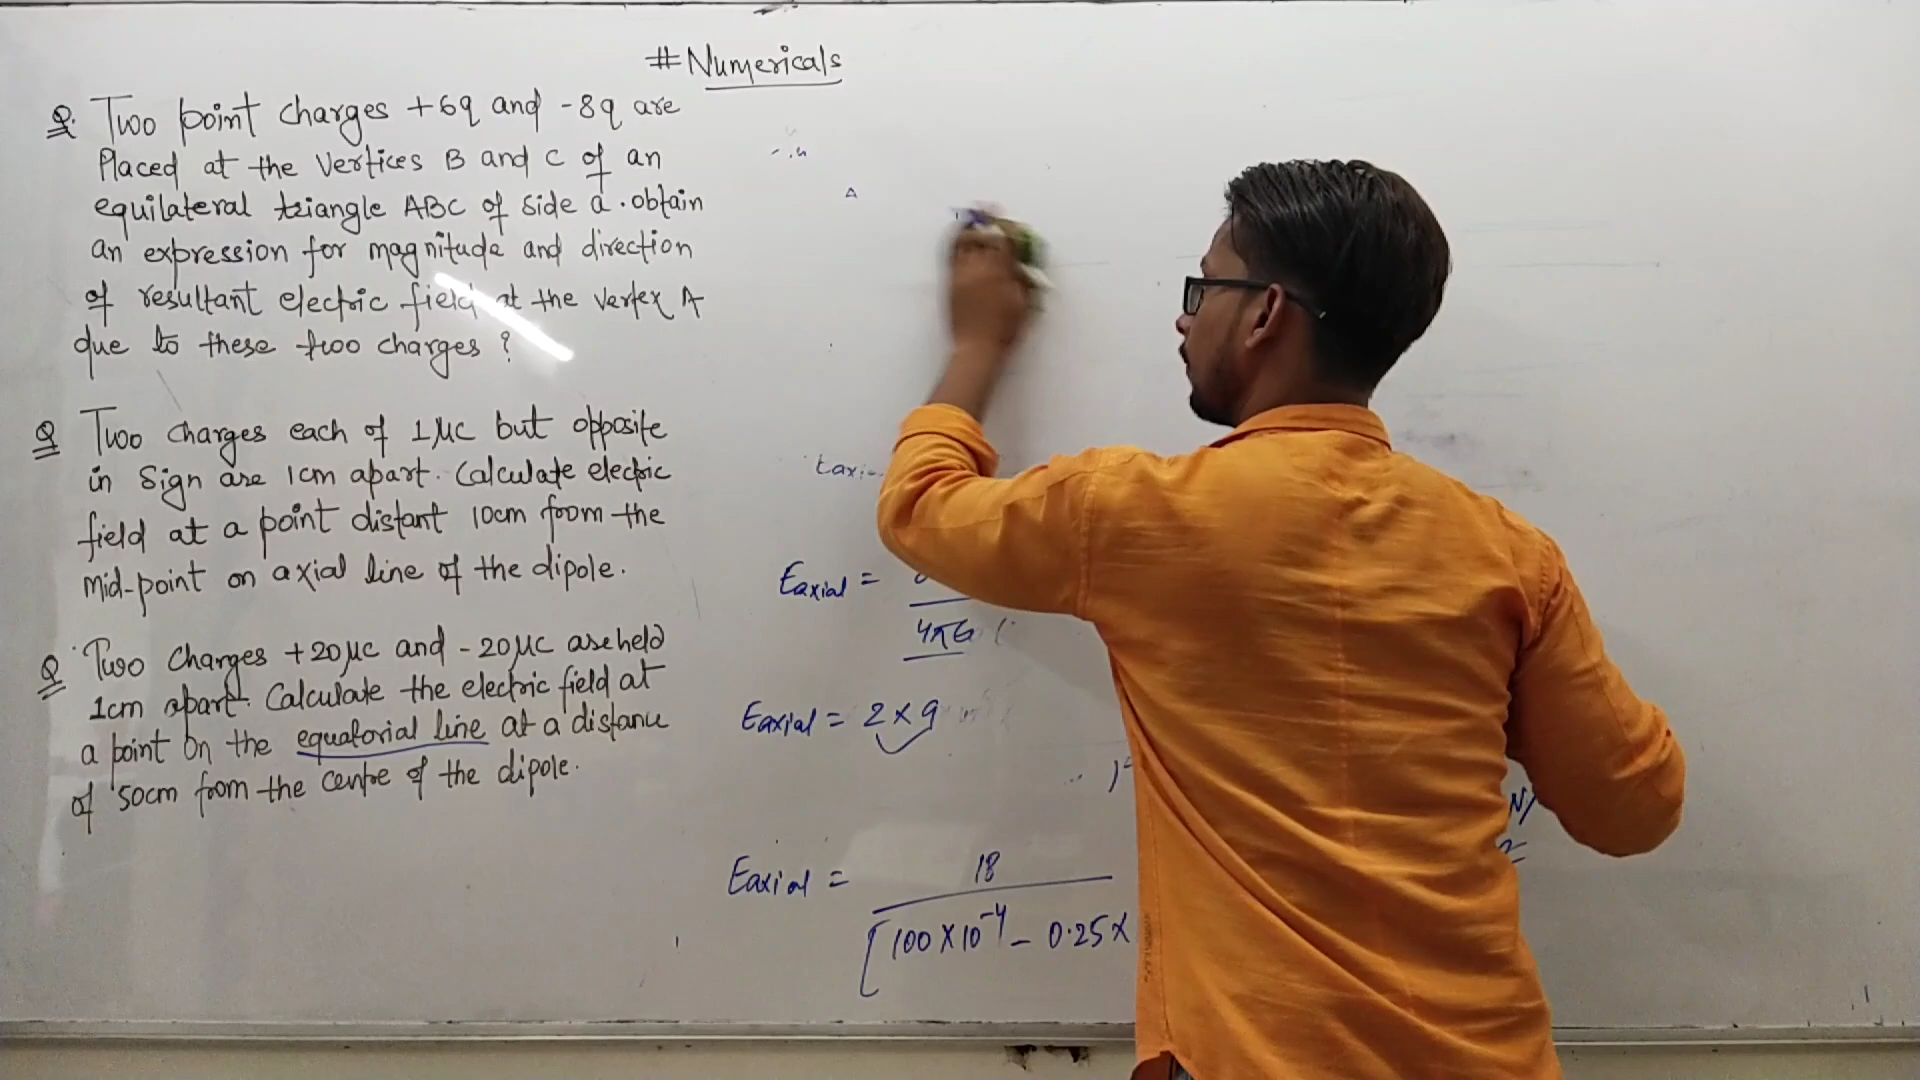 # Numericals
Q. Two point charges +6q and -8q are
Placed at the vertices B and C of an
equilateral triangle ABC of side a. obtain
an expression for magnitude and direction
of resultant electric field at the vertex A
due to these two charges ?
Q Two charges each of 1μC but opposite
in sign are 1cm apart. Calculate electric
field at a point distant 10cm from the
mid-point on axial line of the dipole.
Q Two Charges +20μC and -20μC are held
1cm apart. Calculate the electric field at
a point on the equatorial line at a distance
of 50cm from the centre of the dipole.
Eaxial =
4πε (
Eaxial = 2 × 9
)²
N/
Eaxial = 18
[100 × 10⁻⁴ - 0.25 ×